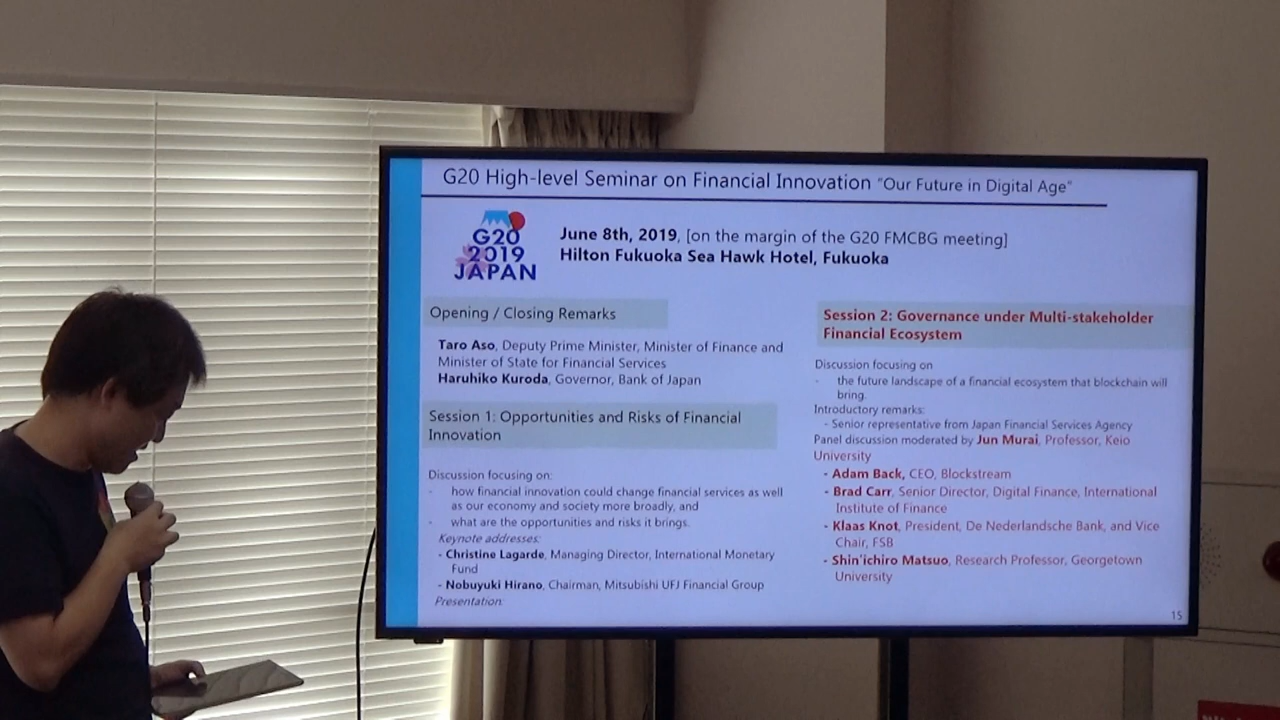 G20 High-level Seminar on Financial Innovation "Our Future in Digital Age"
G20
2019
JAPAN
June 8th, 2019, [on the margin of the G20 FMCBG meeting]
Hilton Fukuoka Sea Hawk Hotel, Fukuoka
Opening / Closing Remarks
Taro Aso, Deputy Prime Minister, Minister of Finance and
Minister of State for Financial Services
Haruhiko Kuroda, Governor, Bank of Japan
Session 1: Opportunities and Risks of Financial
Innovation
Discussion focusing on:
- how financial innovation could change financial services as well
as our economy and society more broadly, and
- what are the opportunities and risks it brings.
Keynote addresses:
- Christine Lagarde, Managing Director, International Monetary
Fund
- Nobuyuki Hirano, Chairman, Mitsubishi UFJ Financial Group
Presentation:
Session 2: Governance under Multi-stakeholder
Financial Ecosystem
Discussion focusing on
- the future landscape of a financial ecosystem that blockchain will
bring.
Introductory remarks:
- Senior representative from Japan Financial Services Agency
Panel discussion moderated by Jun Murai, Professor, Keio
University
- Adam Back, CEO, Blockstream
- Brad Carr, Senior Director, Digital Finance, International
Institute of Finance
- Klaas Knot, President, De Nederlandsche Bank, and Vice
Chair, FSB
- Shin'ichiro Matsuo, Research Professor, Georgetown
University
15